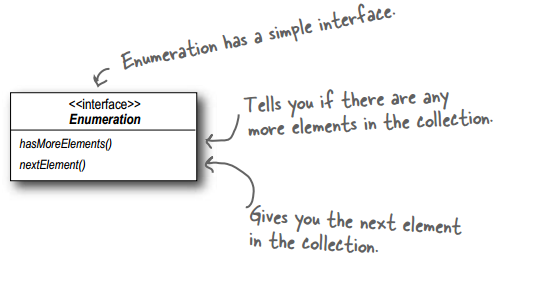 Enumeration has a simple interface.
<<interface>>
Enumeration
hasMoreElements()
nextElement()
Tells you if there are any
more elements in the collection.
Gives you the next element
in the collection.